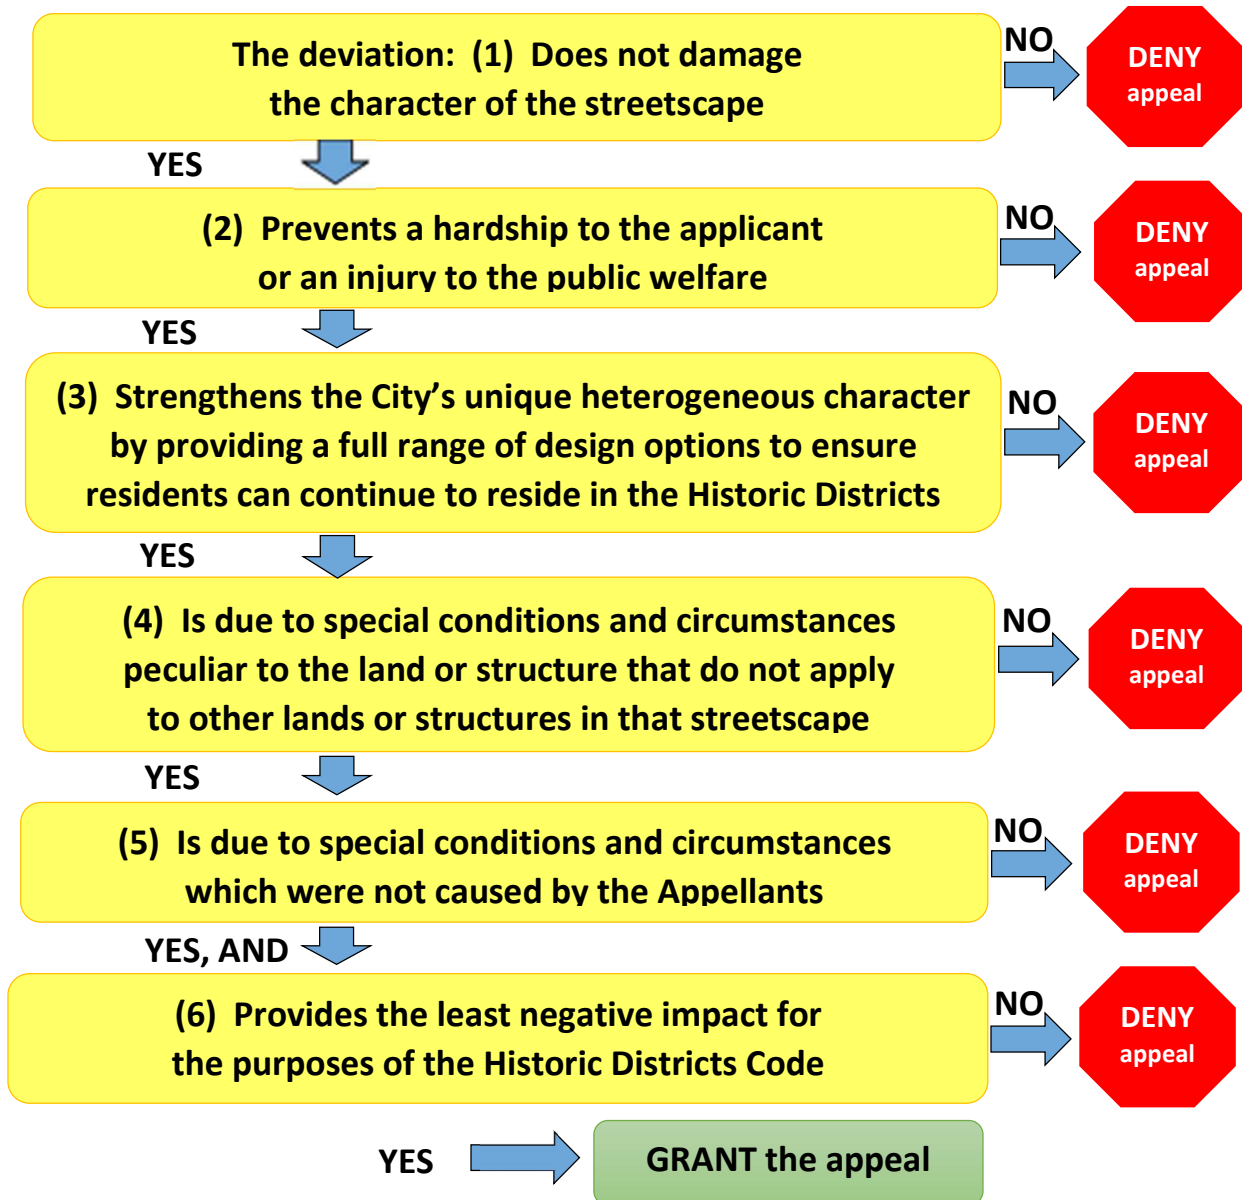 The deviation: (1) Does not damage
the character of the streetscape
NO
DENY
appeal
YES
(2) Prevents a hardship to the applicant
or an injury to the public welfare
NO
DENY
appeal
YES
(3) Strengthens the City’s unique heterogeneous character
by providing a full range of design options to ensure
residents can continue to reside in the Historic Districts
NO
DENY
appeal
YES
(4) Is due to special conditions and circumstances
peculiar to the land or structure that do not apply
to other lands or structures in that streetscape
NO
DENY
appeal
YES
(5) Is due to special conditions and circumstances
which were not caused by the Appellants
NO
DENY
appeal
YES, AND
(6) Provides the least negative impact for
the purposes of the Historic Districts Code
NO
DENY
appeal
YES
GRANT the appeal